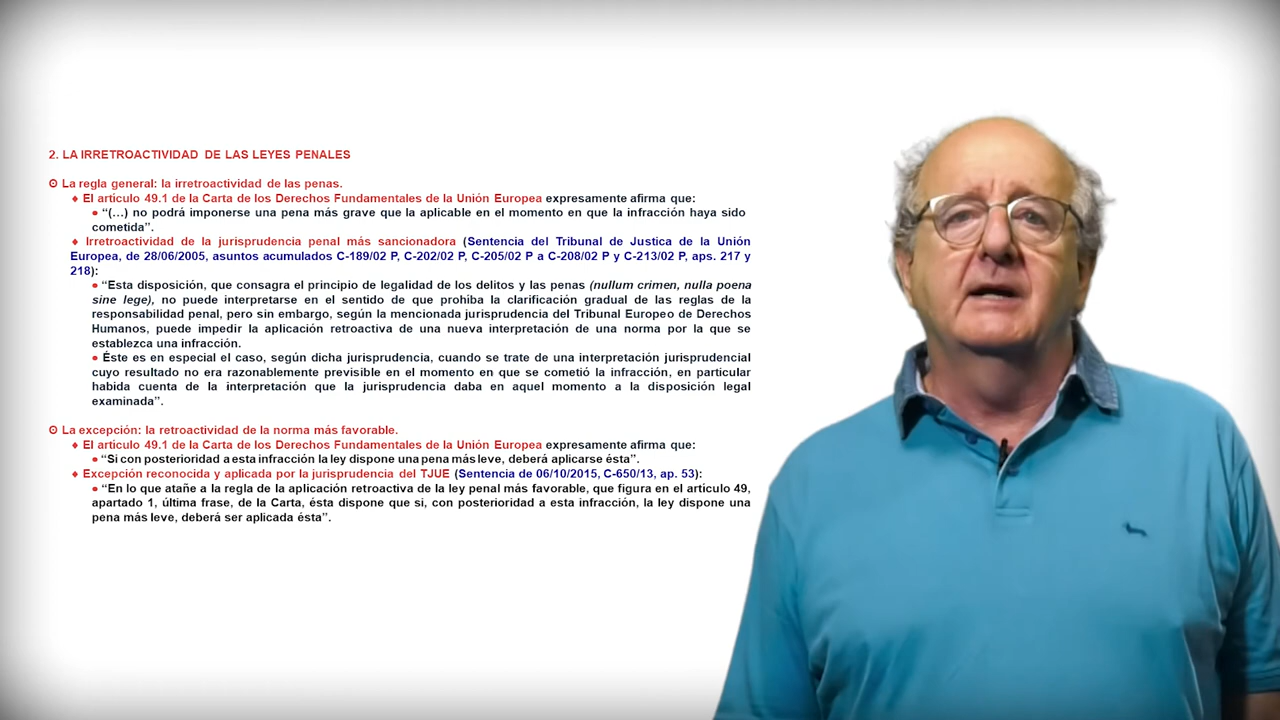 2. LA IRRETROACTIVIDAD DE LAS LEYES PENALES
⊙ La regla general: la irretroactividad de las penas.
♦ El articulo 49.1 de la Carta de los Derechos Fundamentales de la Unión Europea expresamente afirma que:
● “(…) no podrá imponerse una pena más grave que la aplicable en el momento en que la infracción haya sido
cometida”.
♦ Irretroactividad de la jurisprudencia penal más sancionadora (Sentencia del Tribunal de Justica de la Unión
Europea, de 28/06/2005, asuntos acumulados C-189/02 P, C-202/02 P, C-205/02 P a C-208/02 P y C-213/02 P, aps. 217 y
218):
● “Esta disposición, que consagra el principio de legalidad de los delitos y las penas (nullum crimen, nulla poena
sine lege), no puede interpretarse en el sentido de que prohiba la clarificación gradual de las reglas de la
responsabilidad penal, pero sin embargo, según la mencionada jurisprudencia del Tribunal Europeo de Derechos
Humanos, puede impedir la aplicación retroactiva de una nueva interpretación de una norma por la que se
establezca una infracción.
● Éste es en especial el caso, según dicha jurisprudencia, cuando se trate de una interpretación jurisprudencial
cuyo resultado no era razonablemente previsible en el momento en que se cometió la infracción, en particular
habida cuenta de la interpretación que la jurisprudencia daba en aquel momento a la disposición legal
examinada”.
⊙ La excepción: la retroactividad de la norma más favorable.
♦ El articulo 49.1 de la Carta de los Derechos Fundamentales de la Unión Europea expresamente afirma que:
● “Si con posterioridad a esta infracción la ley dispone una pena más leve, deberá aplicarse ésta”.
♦ Excepción reconocida y aplicada por la jurisprudencia del TJUE (Sentencia de 06/10/2015, C-650/13, ap. 53):
● “En lo que atañe a la regla de la aplicación retroactiva de la ley penal más favorable, que figura en el articulo 49,
apartado 1, última frase, de la Carta, ésta dispone que si, con posterioridad a esta infracción, la ley dispone una
pena más leve, deberá ser aplicada ésta”.